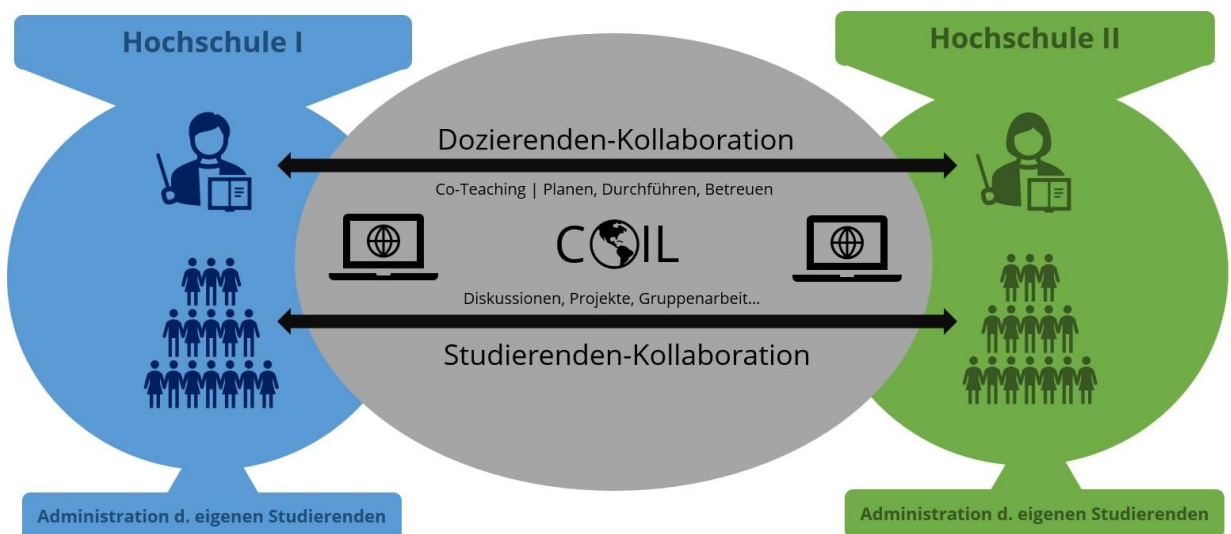 Hochschule I
Hochschule II
Dozierenden-Kollaboration
Co-Teaching | Planen, Durchführen, Betreuen
COIL
Diskussionen, Projekte, Gruppenarbeit...
Studierenden-Kollaboration
Administration d. eigenen Studierenden
Administration d. eigenen Studierenden